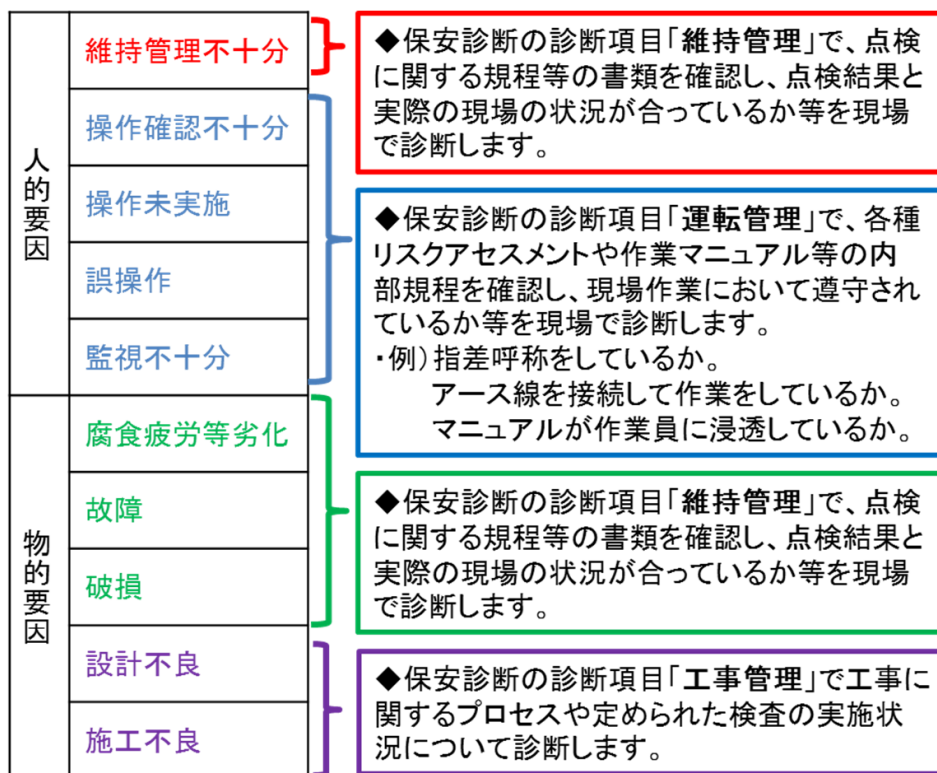 人的要因
維持管理不十分
操作確認不十分
操作未実施
誤操作
監視不十分
物的要因
腐食疲労等劣化
故障
破損
設計不良
施工不良
◆保安診断の診断項目｢維持管理｣で、点検
に関する規程等の書類を確認し、点検結果と
実際の現場の状況が合っているか等を現場
で診断します。
◆保安診断の診断項目｢運転管理｣で、各種
リスクアセスメントや作業マニュアル等の内
部規程を確認し、現場作業において遵守され
ているか等を現場で診断します。
・例）指差呼称をしているか。
アース線を接続して作業をしているか。
マニュアルが作業員に浸透しているか。
◆保安診断の診断項目｢維持管理｣で、点検
に関する規程等の書類を確認し、点検結果と
実際の現場の状況が合っているか等を現場
で診断します。
◆保安診断の診断項目｢工事管理｣で工事に
関するプロセスや定められた検査の実施状
況について診断します。